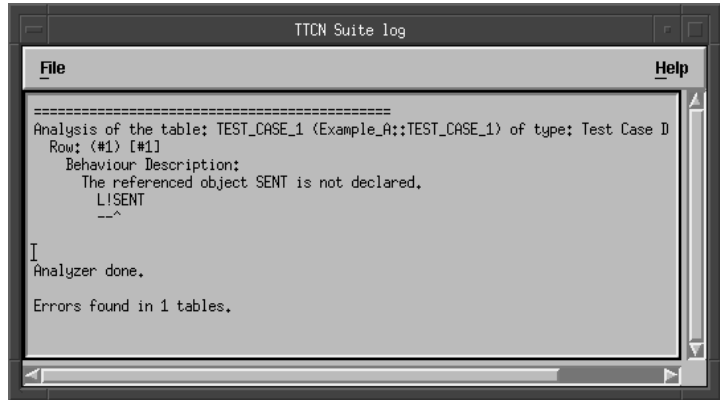 TTCN Suite log
File Help
=============================================
Analysis of the table: TEST_CASE_1 (Example_A::TEST_CASE_1) of type: Test Case D
Row: (#1) [#1]
Behaviour Description:
The referenced object SENT is not declared.
L!SENT
--^
Analyzer done.
Errors found in 1 tables.